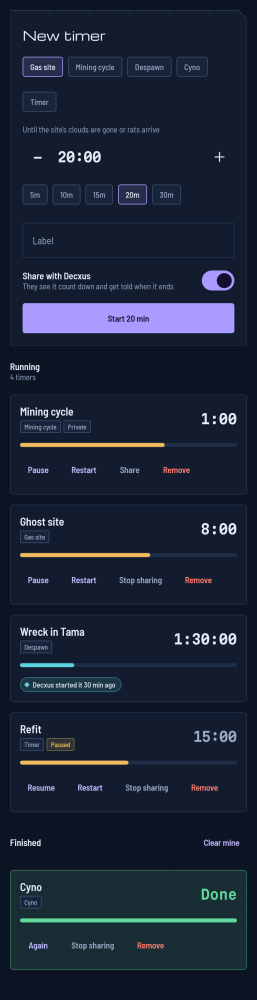 New timer
Gas site
Mining cycle
Despawn
Cyno
Timer
Until the site's clouds are gone or rats arrive
− 20:00 +
5m
10m
15m
20m
30m
Label
Share with Decxus
They see it count down and get told when it ends
Start 20 min
Running
4 timers
Mining cycle
1:00
Mining cycle
Private
Pause
Restart
Share
Remove
Ghost site
8:00
Gas site
Pause
Restart
Stop sharing
Remove
Wreck in Tama
1:30:00
Despawn
Decxus started it 30 min ago
Refit
15:00
Timer
Paused
Resume
Restart
Stop sharing
Remove
Finished
Clear mine
Cyno
Done
Cyno
Again
Stop sharing
Remove